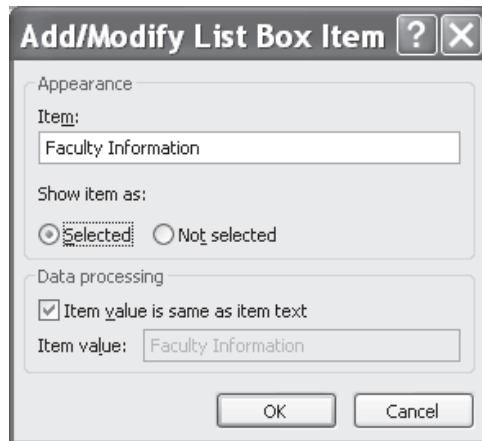 Add/Modify List Box Item ? X
Appearance
Item:
Faculty Information
Show item as:
Selected Not selected
Data processing
Item value is same as item text
Item value: Faculty Information
OK Cancel